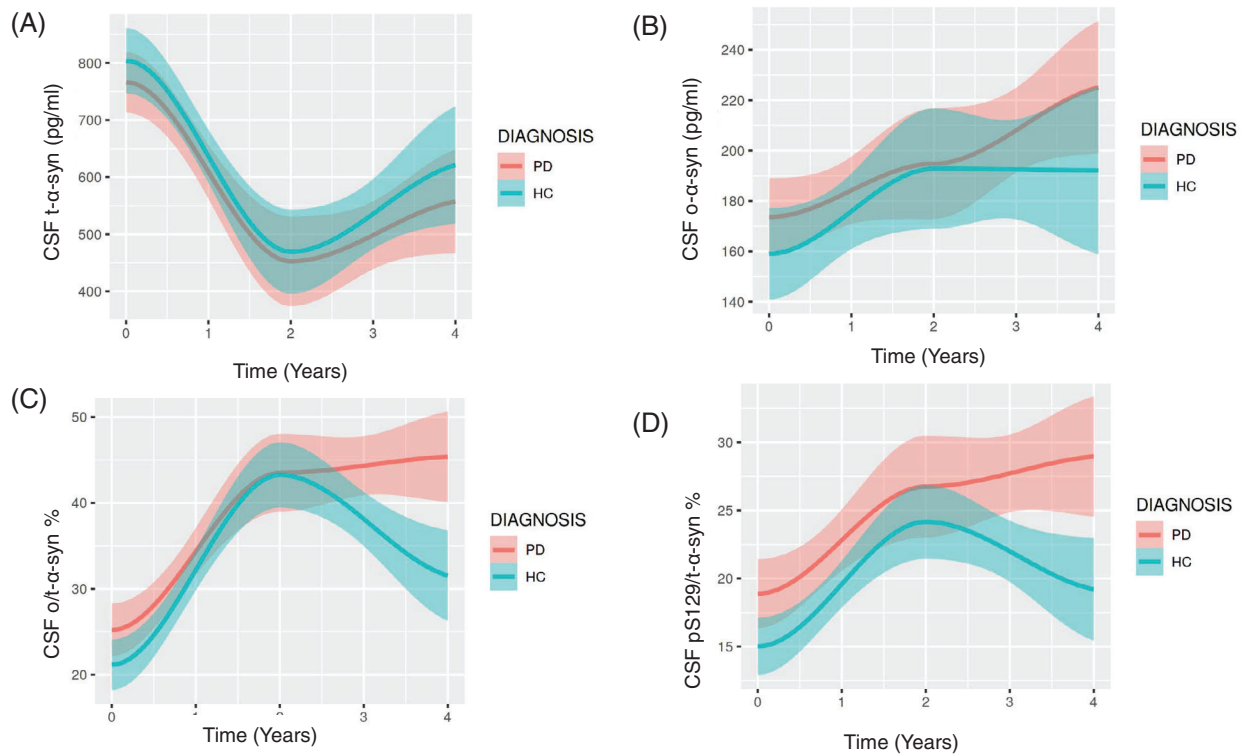 (A)
CSF t-α-syn (pg/ml)
800
700
600
500
400
0 1 2 3 4
Time (Years)
DIAGNOSIS
PD
HC
(B)
CSF o-α-syn (pg/ml)
240
220
200
180
160
140
0 1 2 3 4
Time (Years)
DIAGNOSIS
PD
HC
(C)
CSF o/t-α-syn %
50
40
30
20
0 1 2 3 4
Time (Years)
DIAGNOSIS
PD
HC
(D)
CSF pS129/t-α-syn %
30
25
20
15
0 1 2 3 4
Time (Years)
DIAGNOSIS
PD
HC